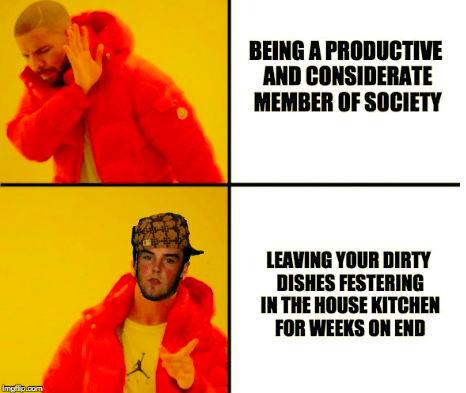 BEING A PRODUCTIVE
AND CONSIDERATE
MEMBER OF SOCIETY
LEAVING YOUR DIRTY
DISHES FESTERING
IN THE HOUSE KITCHEN
FOR WEEKS ON END
imgflip.com